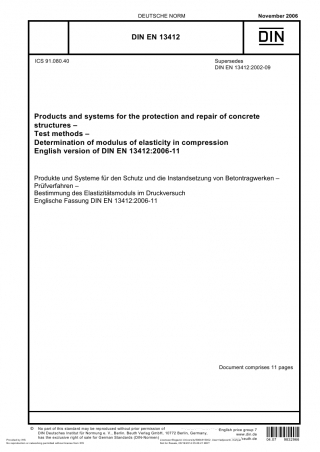 DEUTSCHE NORM
November 2006
DIN EN 13412
DIN
ICS 91.080.40
Supersedes
DIN EN 13412:2002-09
Products and systems for the protection and repair of concrete
structures –
Test methods –
Determination of modulus of elasticity in compression
English version of DIN EN 13412:2006-11
Produkte und Systeme für den Schutz und die Instandsetzung von Betontragwerken –
Prüfverfahren –
Bestimmung des Elastizitätsmoduls im Druckversuch
Englische Fassung DIN EN 13412:2006-11
Document comprises 11 pages
© No part of this standard may be reproduced without prior permission of
DIN Deutsches Institut für Normung e. V., Berlin. Beuth Verlag GmbH, 10772 Berlin, Germany,
has the exclusive right of sale for German Standards (DIN-Normen).
English price group 7
www.din.de
www.beuth.de